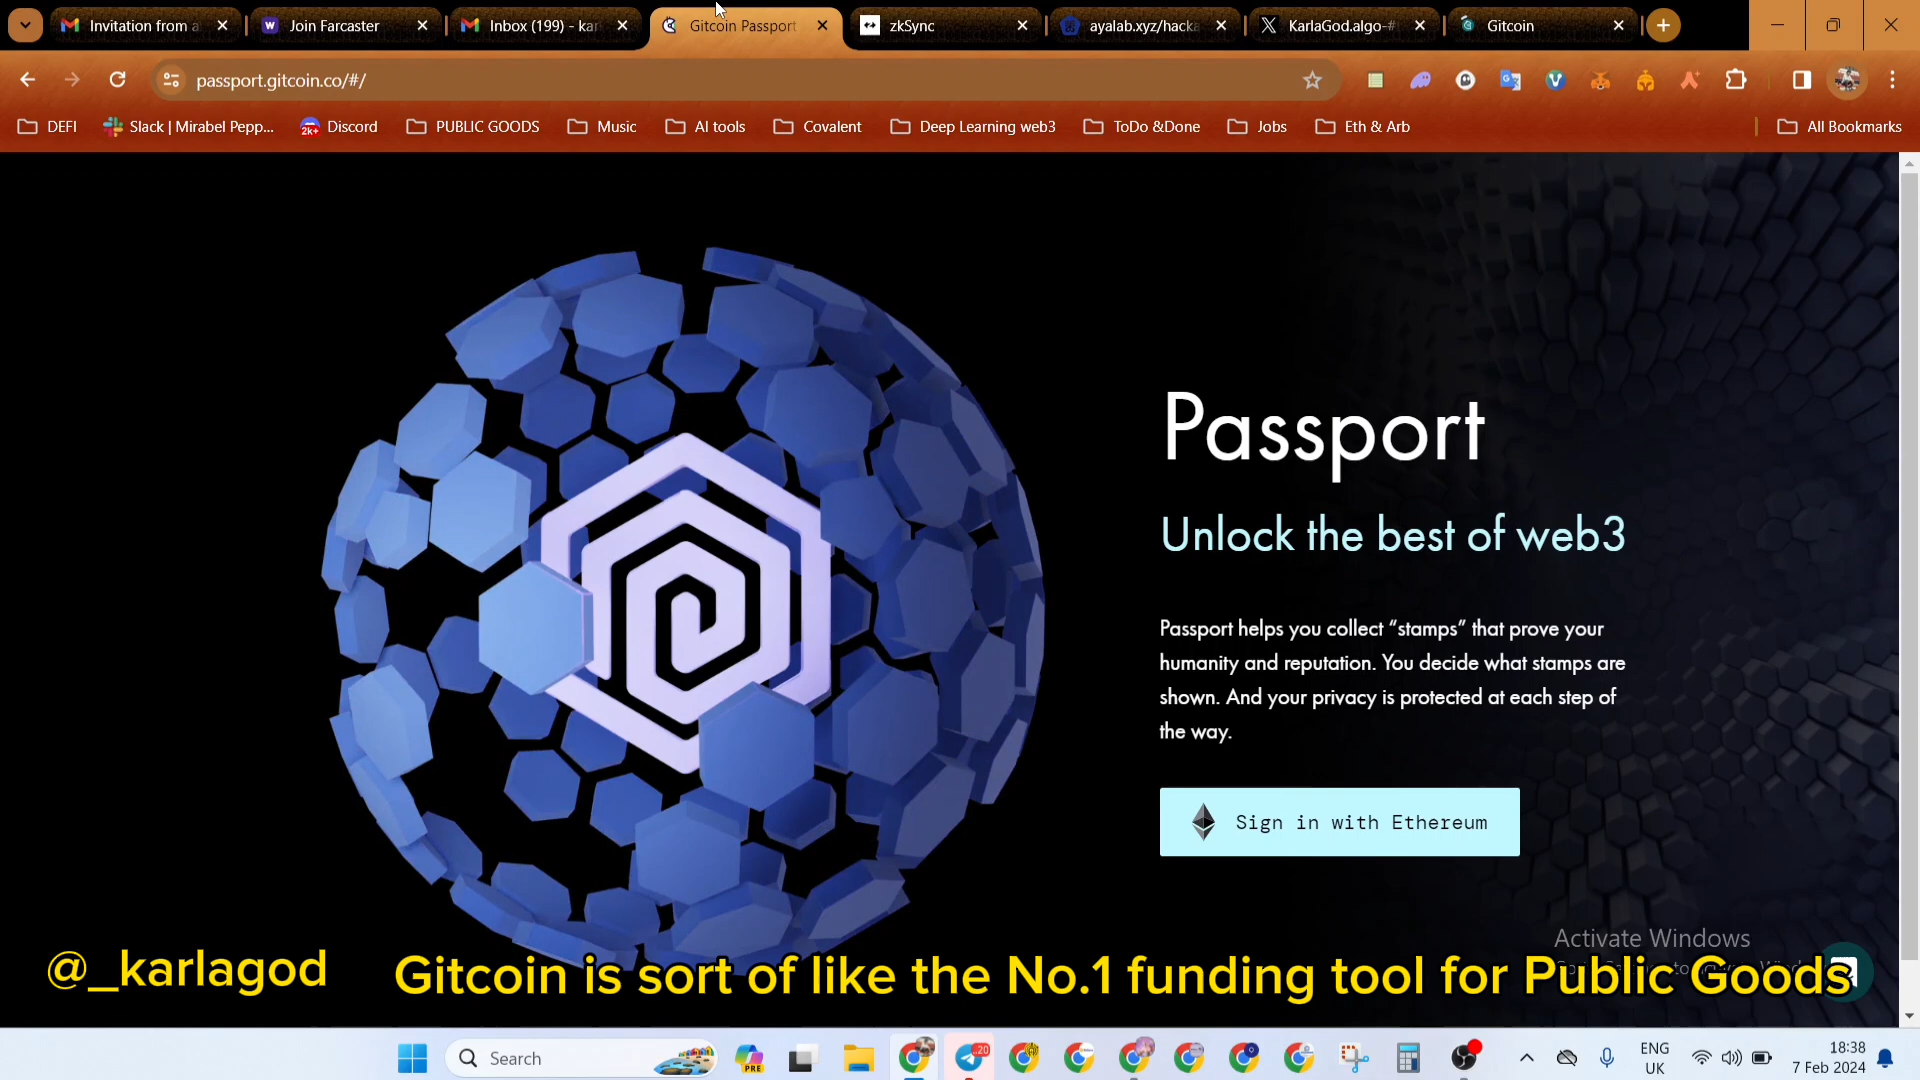 Invitation from a
Join Farcaster
Inbox (199) - kar
Gitcoin Passport
zkSync
ayalab.xyz/hacka
KarlaGod.algo-#
Gitcoin
passport.gitcoin.co/#/
DEFI
Slack | Mirabel Pepp...
2K+
Discord
PUBLIC GOODS
Music
AI tools
Covalent
Deep Learning web3
ToDo &Done
Jobs
Eth & Arb
All Bookmarks
Passport
Unlock the best of web3
Passport helps you collect “stamps” that prove your
humanity and reputation. You decide what stamps are
shown. And your privacy is protected at each step of
the way.
Sign in with Ethereum
Activate Windows
@_karlagod
Gitcoin is sort of like the No.1 funding tool for Public Goods
Search
PRE
20
ENG
UK
18:38
7 Feb 2024